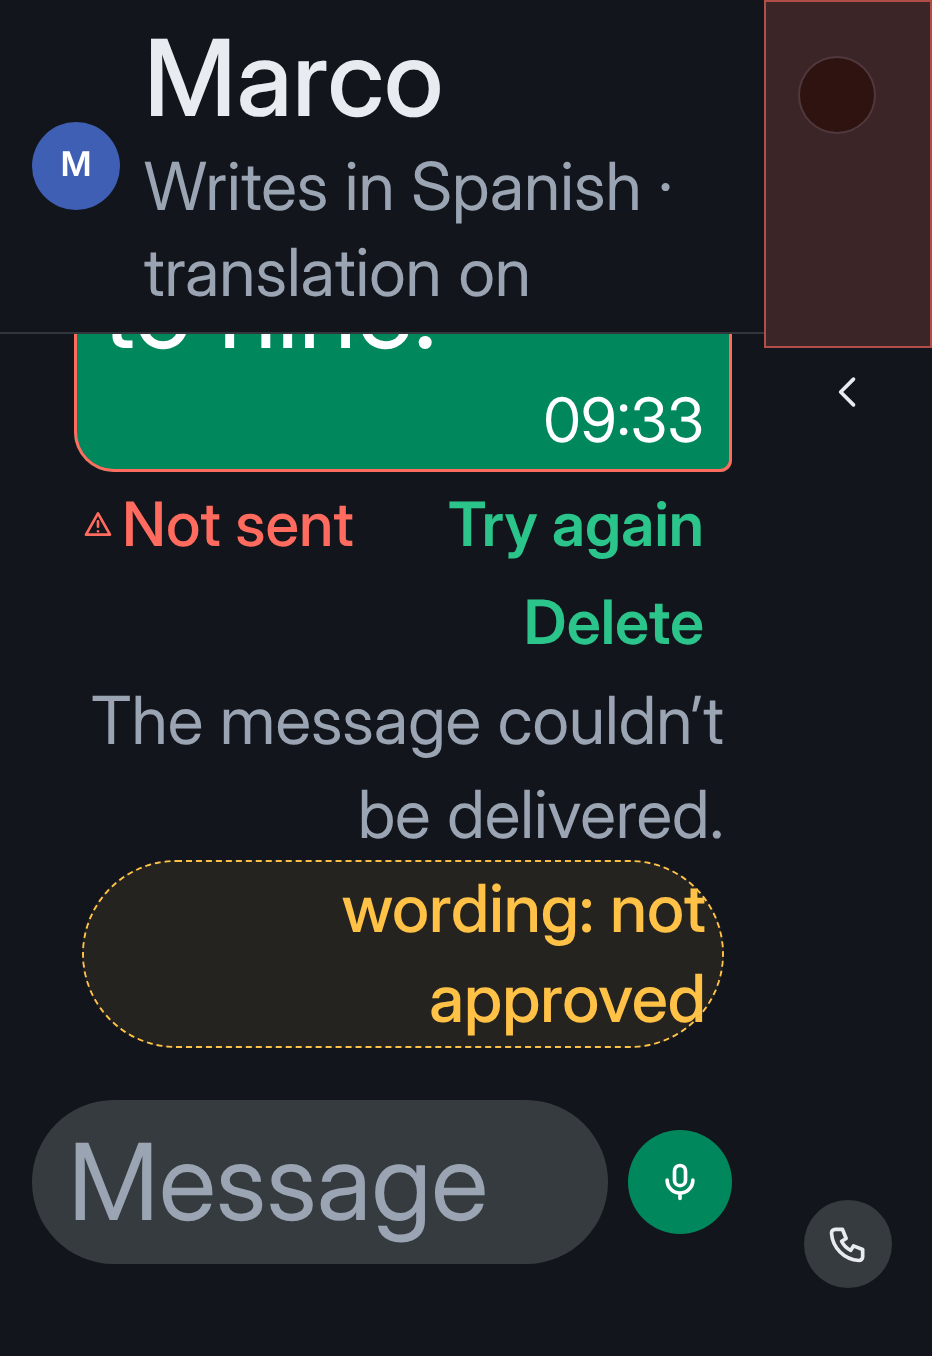 Marco
M
Writes in Spanish ·
translation on
09:33
Not sent
Try again
Delete
The message couldn’t
be delivered.
wording: not
approved
Message